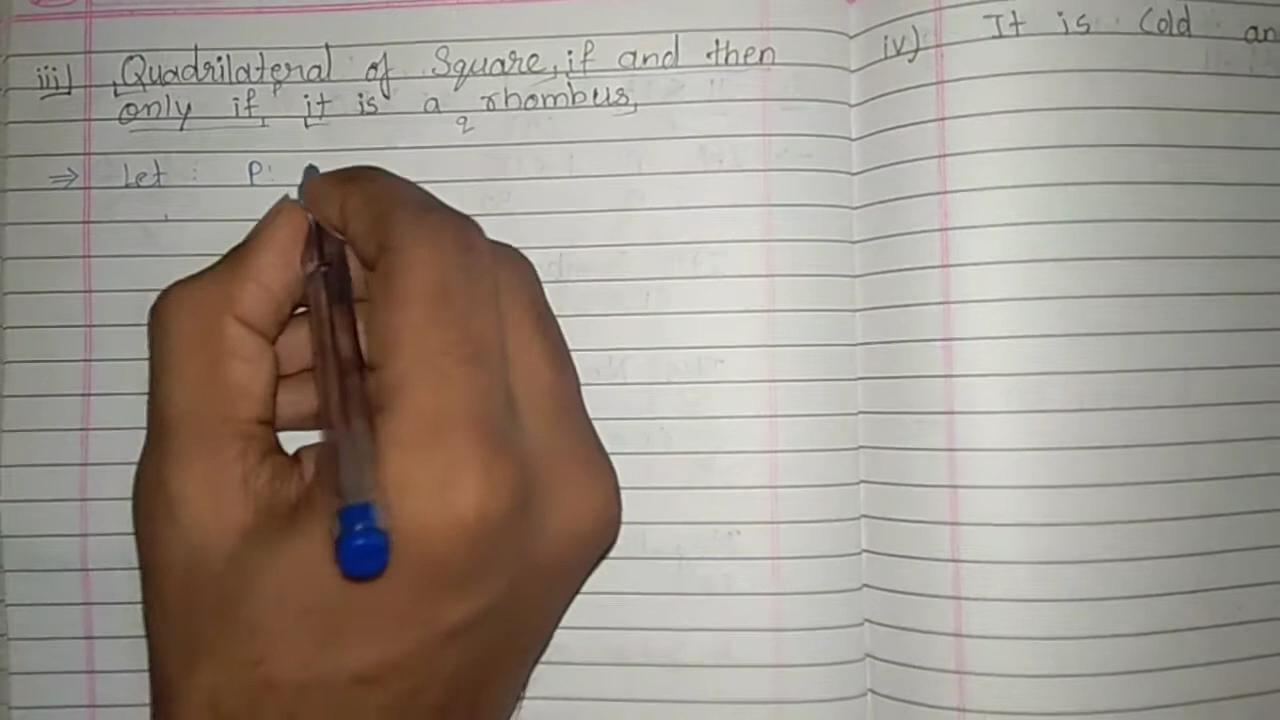 iii) Quadrilateral of Square, if and then
only if, it is a rhombus,
p
q
⇒ Let : P:
iv) It is Cold an